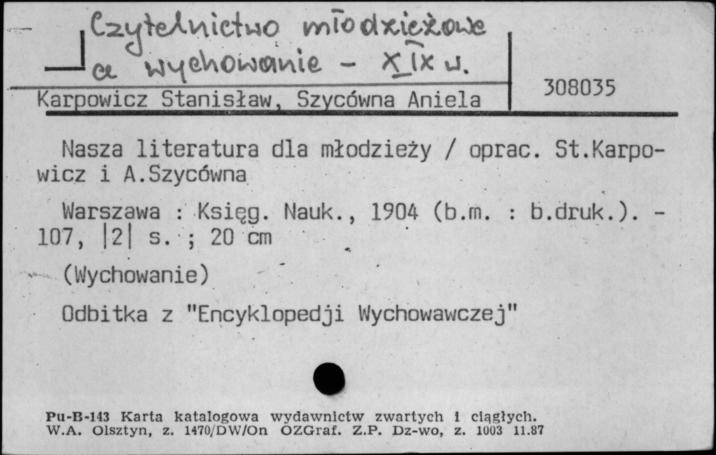 Czytelnictwo młodzieżowe
a wychowanie - XIX w.
308035
Karpowicz Stanisław, Szycówna Aniela
Nasza literatura dla młodzieży / oprac. St.Karpo-
wicz i A.Szycówna
Warszawa : Księg. Nauk., 1904 (b.m. : b.druk.). -
107, |2| s. ; 20 cm
(Wychowanie)
Odbitka z "Encyklopedji Wychowawczej"
Pu-B-143 Karta katalogowa wydawnictw zwartych i ciągłych.
W.A. Olsztyn, z. 1470/DW/On OZGraf. Z.P. Dz-wo, z. 1003 11.87